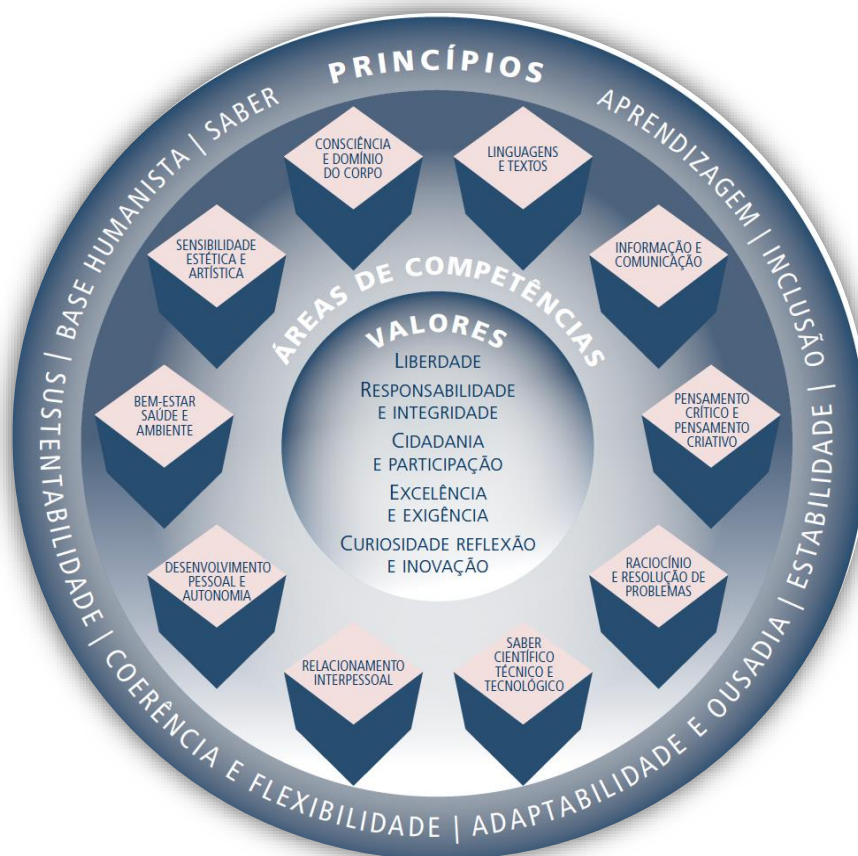 PRINCÍPIOS
APRENDIZAGEM | INCLUSÃO | ESTABILIDADE | ADAPTABILIDADE E OUSADIA | COERÊNCIA E FLEXIBILIDADE | SUSTENTABILIDADE | BASE HUMANISTA | SABER
ÁREAS DE COMPETÊNCIAS
LINGUAGENS
E TEXTOS
INFORMAÇÃO E
COMUNICAÇÃO
PENSAMENTO
CRÍTICO E
PENSAMENTO
CRIATIVO
RACIOCÍNIO
E RESOLUÇÃO DE
PROBLEMAS
SABER
CIENTÍFICO
TÉCNICO E
TECNOLÓGICO
RELACIONAMENTO
INTERPESSOAL
DESENVOLVIMENTO
PESSOAL E
AUTONOMIA
BEM-ESTAR
SAÚDE E
AMBIENTE
SENSIBILIDADE
ESTÉTICA E
ARTÍSTICA
CONSCIÊNCIA
E DOMÍNIO
DO CORPO
VALORES
LIBERDADE
RESPONSABILIDADE
E INTEGRIDADE
CIDADANIA
E PARTICIPAÇÃO
EXCELÊNCIA
E EXIGÊNCIA
CURIOSIDADE REFLEXÃO
E INOVAÇÃO